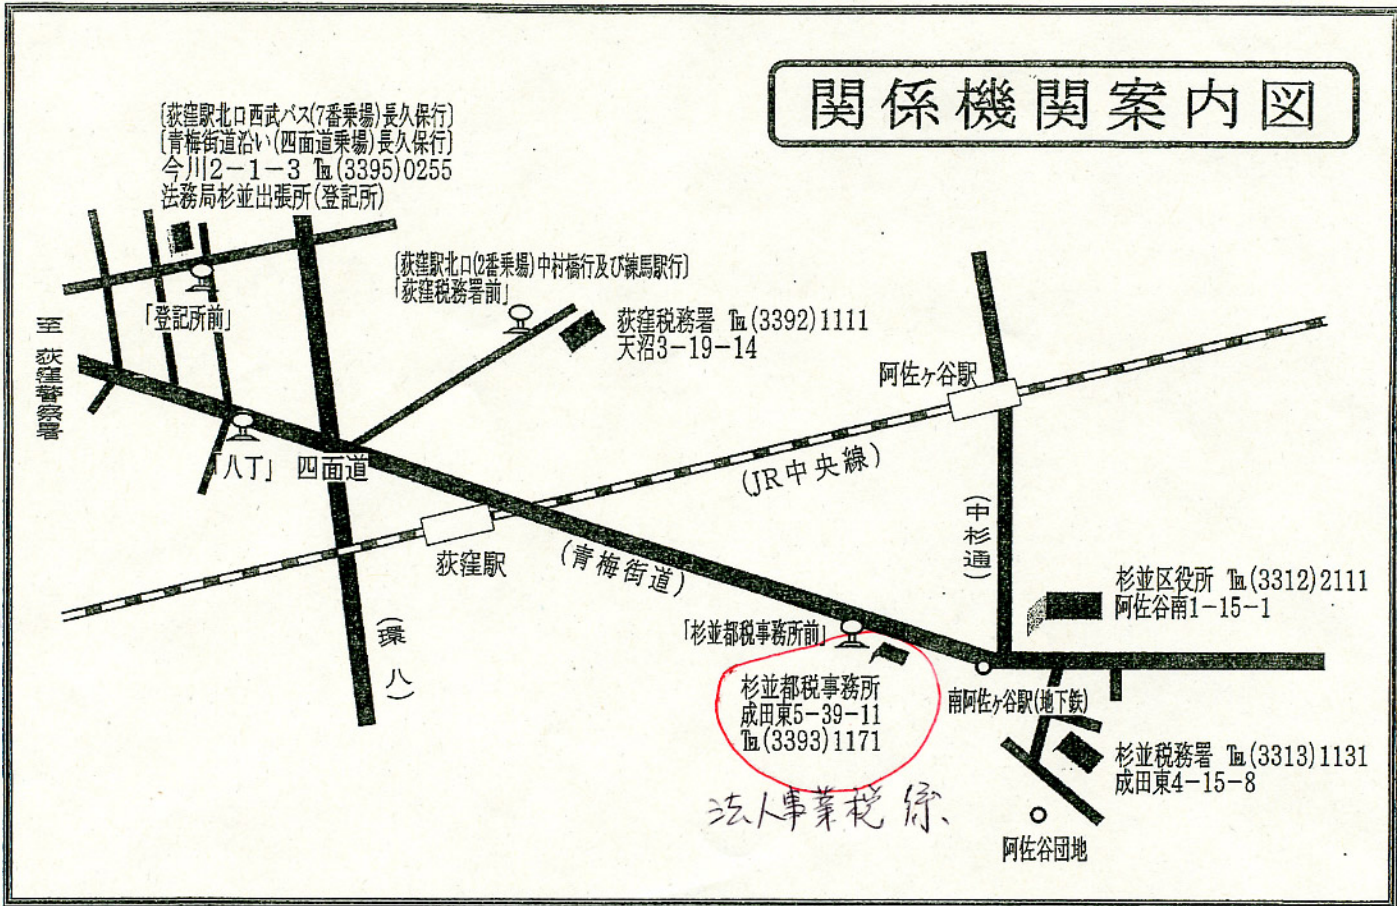 関係機関案内図
〔荻窪駅北口西武バス(7番乗場)長久保行〕
〔青梅街道沿い(四面道乗場)長久保行〕
今川2-1-3 ℡(3395)0255
法務局杉並出張所(登記所)
〔荻窪駅北口(2番乗場)中村橋行及び練馬駅行〕
「荻窪税務署前」
荻窪税務署 ℡(3392)1111
天沼3-19-14
「登記所前」
至 荻窪警察署
阿佐ヶ谷駅
「八丁」
四面道
(JR中央線)
荻窪駅
(青梅街道)
(中杉通)
杉並区役所 ℡(3312)2111
阿佐谷南1-15-1
(環八)
「杉並都税事務所前」
杉並都税事務所
成田東5-39-11
℡(3393)1171
南阿佐ヶ谷駅(地下鉄)
杉並税務署 ℡(3313)1131
成田東4-15-8
法人事業税係
阿佐谷団地